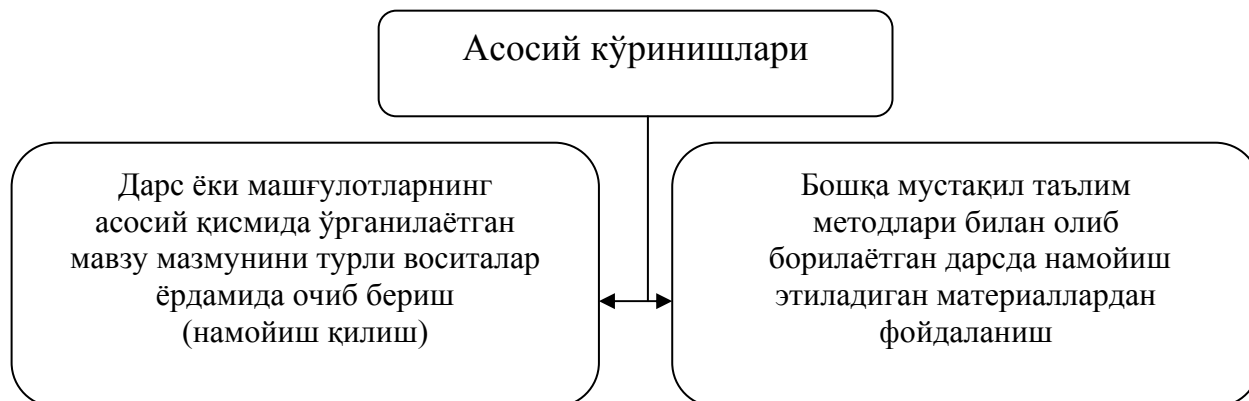 Асосий кўринишлари
Дарс ёки машғулотларнинг
асосий қисмида ўрганилаётган
мавзу мазмунини турли воситалар
ёрдамида очиб бериш
(намойиш қилиш)
Бошқа мустақил таълим
методлари билан олиб
борилаётган дарсда намойиш
этиладиган материаллардан
фойдаланиш